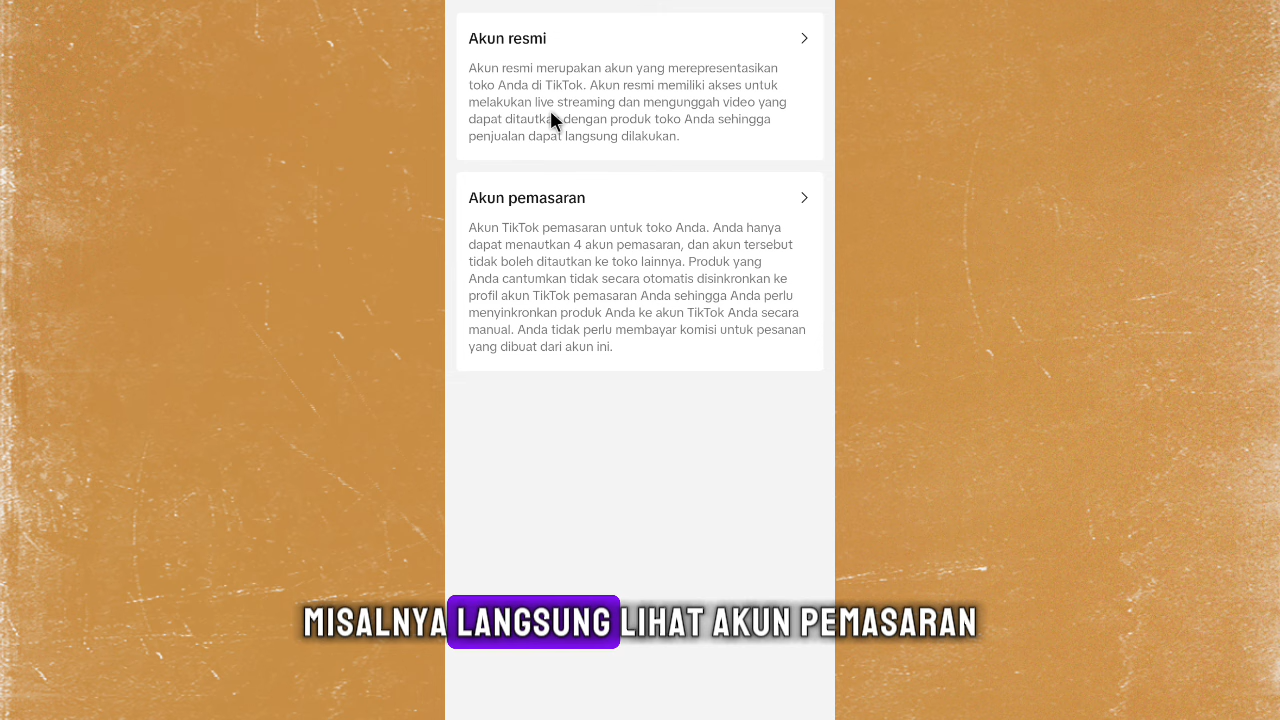 Akun resmi
Akun resmi merupakan akun yang merepresentasikan
toko Anda di TikTok. Akun resmi memiliki akses untuk
melakukan live streaming dan mengunggah video yang
dapat ditautkan dengan produk toko Anda sehingga
penjualan dapat langsung dilakukan.
Akun pemasaran
Akun TikTok pemasaran untuk toko Anda. Anda hanya
dapat menautkan 4 akun pemasaran, dan akun tersebut
tidak boleh ditautkan ke toko lainnya. Produk yang
Anda cantumkan tidak secara otomatis disinkronkan ke
profil akun TikTok pemasaran Anda sehingga Anda perlu
menyinkronkan produk Anda ke akun TikTok Anda secara
manual. Anda tidak perlu membayar komisi untuk pesanan
yang dibuat dari akun ini.
MISALNYA LANGSUNG LIHAT AKUN PEMASARAN